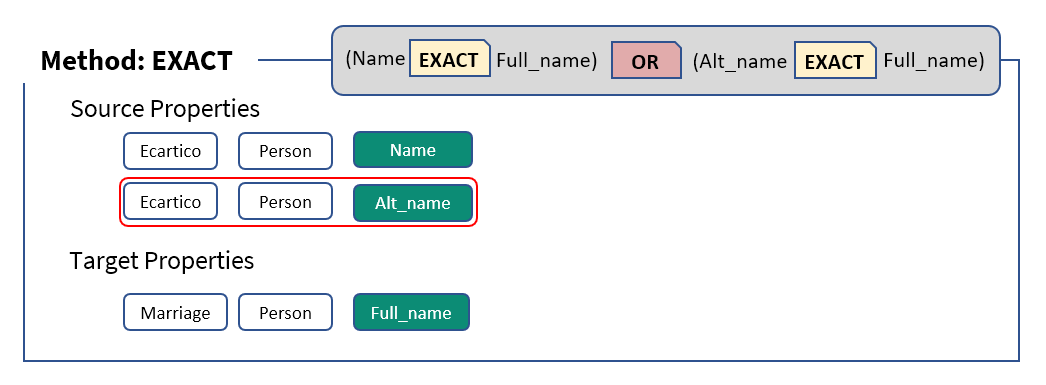 Method: EXACT (Name EXACT Full_name) OR (Alt_name EXACT Full_name)
Source Properties
Ecartico Person Name
Ecartico Person Alt_name
Target Properties
Marriage Person Full_name